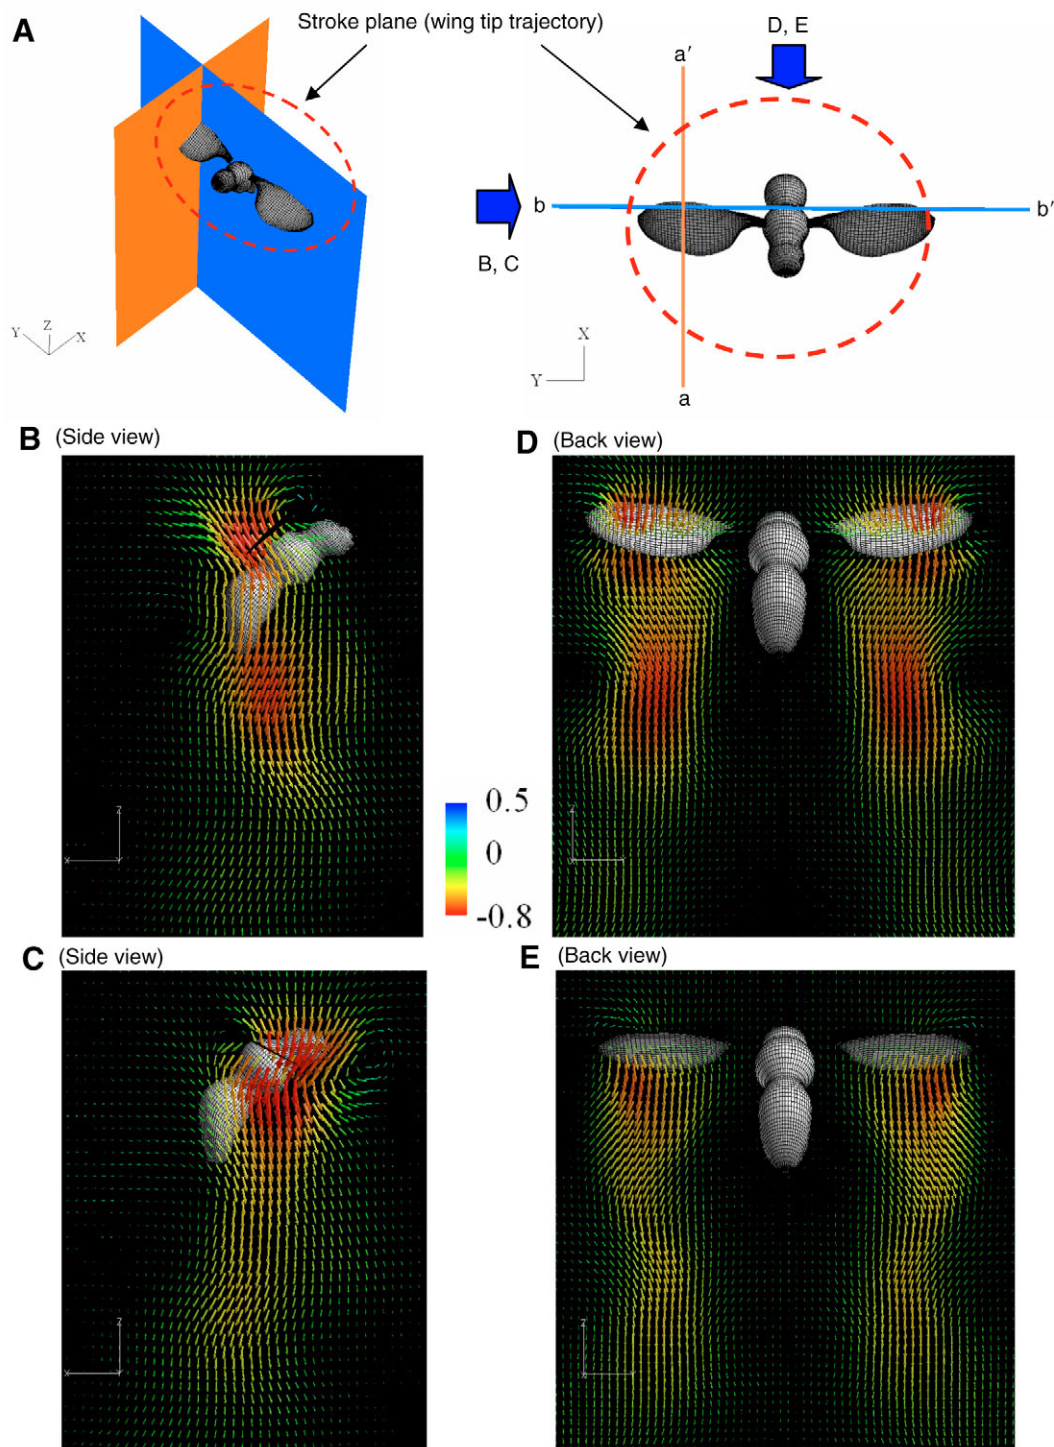 A
Stroke plane (wing tip trajectory)
D, E
a′
b
b′
B, C
a
Y
Z
X
X
Y
B (Side view)
D (Back view)
0.5
0
-0.8
Z
Z
C (Side view)
E (Back view)
Z
Z